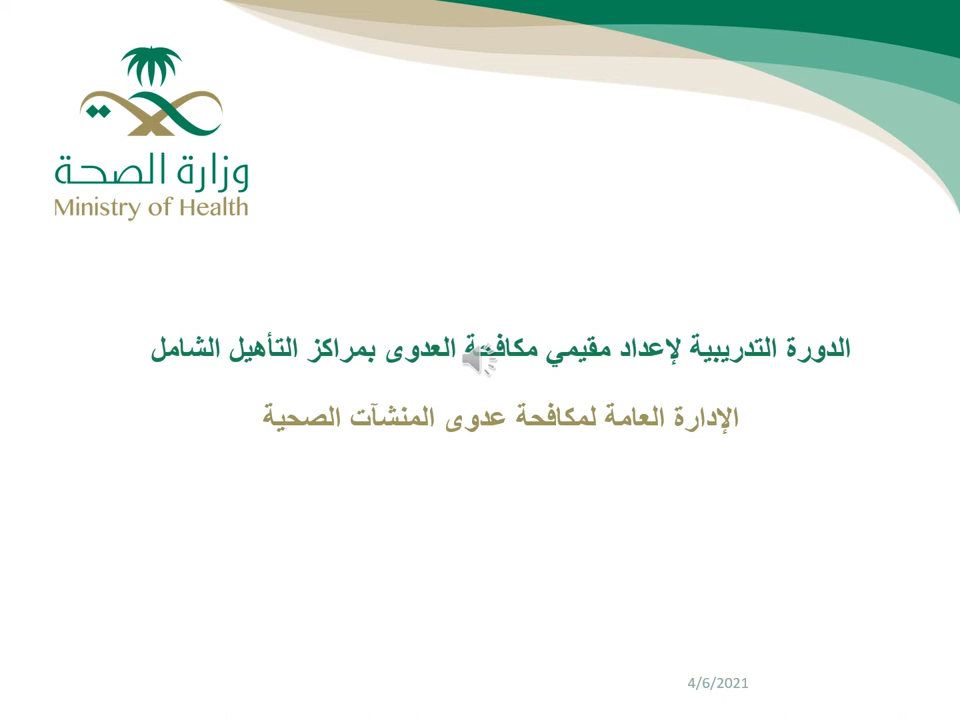 وزارة الصحة
Ministry of Health
الدورة التدريبية لإعداد مقيمي مكافحة العدوى بمراكز التأهيل الشامل
الإدارة العامة لمكافحة عدوى المنشآت الصحية
4/6/2021